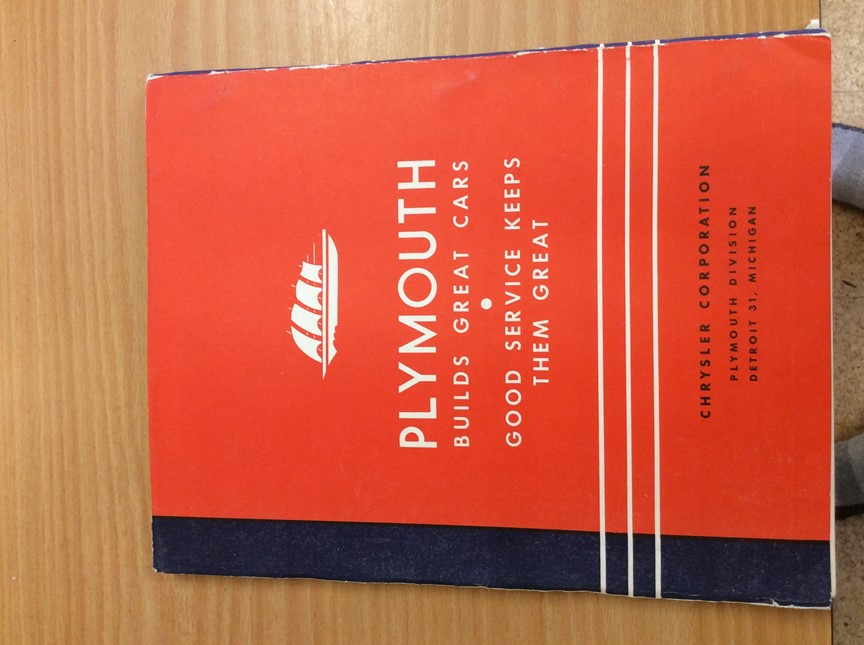 PLYMOUTH
BUILDS GREAT CARS
•
GOOD SERVICE KEEPS
THEM GREAT
CHRYSLER CORPORATION
PLYMOUTH DIVISION
DETROIT 31, MICHIGAN